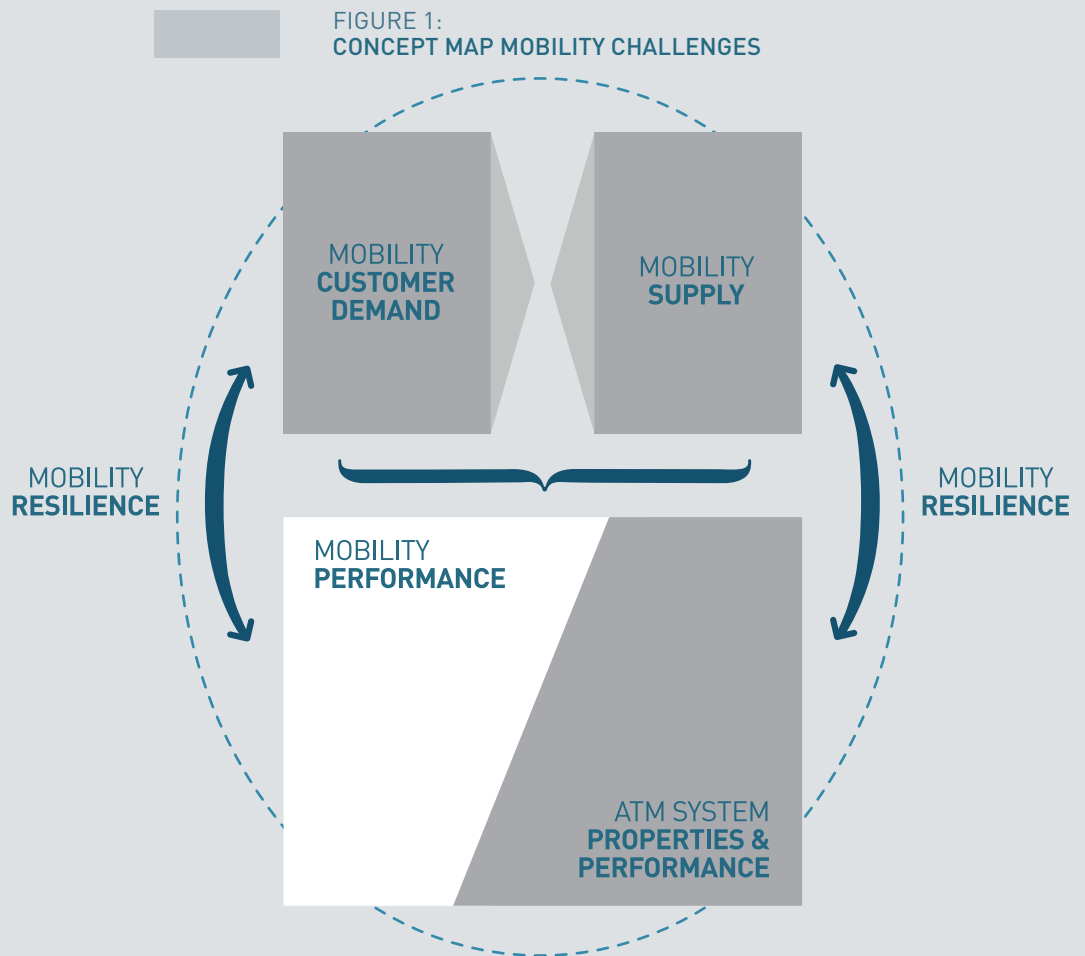 FIGURE 1:
CONCEPT MAP MOBILITY CHALLENGES
MOBILITY
CUSTOMER
DEMAND
MOBILITY
SUPPLY
MOBILITY
RESILIENCE
MOBILITY
RESILIENCE
MOBILITY
PERFORMANCE
ATM SYSTEM
PROPERTIES &
PERFORMANCE